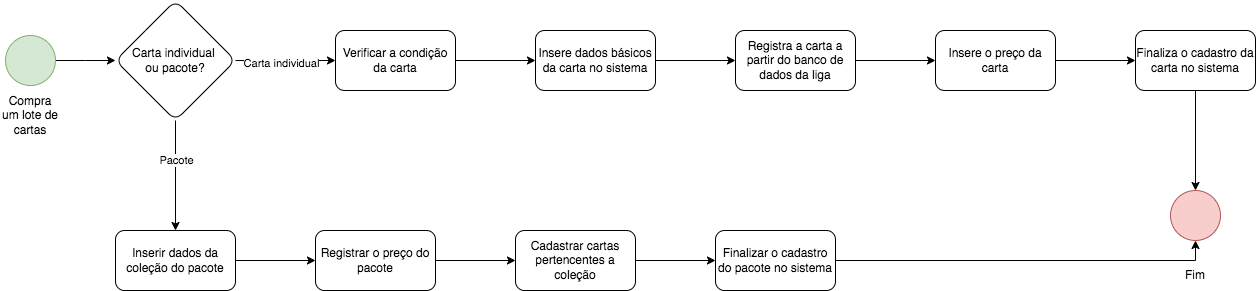 Compra
um lote de
cartas
Carta individual
ou pacote?
Carta individual
Verificar a condição
da carta
Insere dados básicos
da carta no sistema
Registra a carta a
partir do banco de
dados da liga
Insere o preço da
carta
Finaliza o cadastro da
carta no sistema
Pacote
Inserir dados da
coleção do pacote
Registrar o preço do
pacote
Cadastrar cartas
pertencentes a
coleção
Finalizar o cadastro
do pacote no sistema
Fim